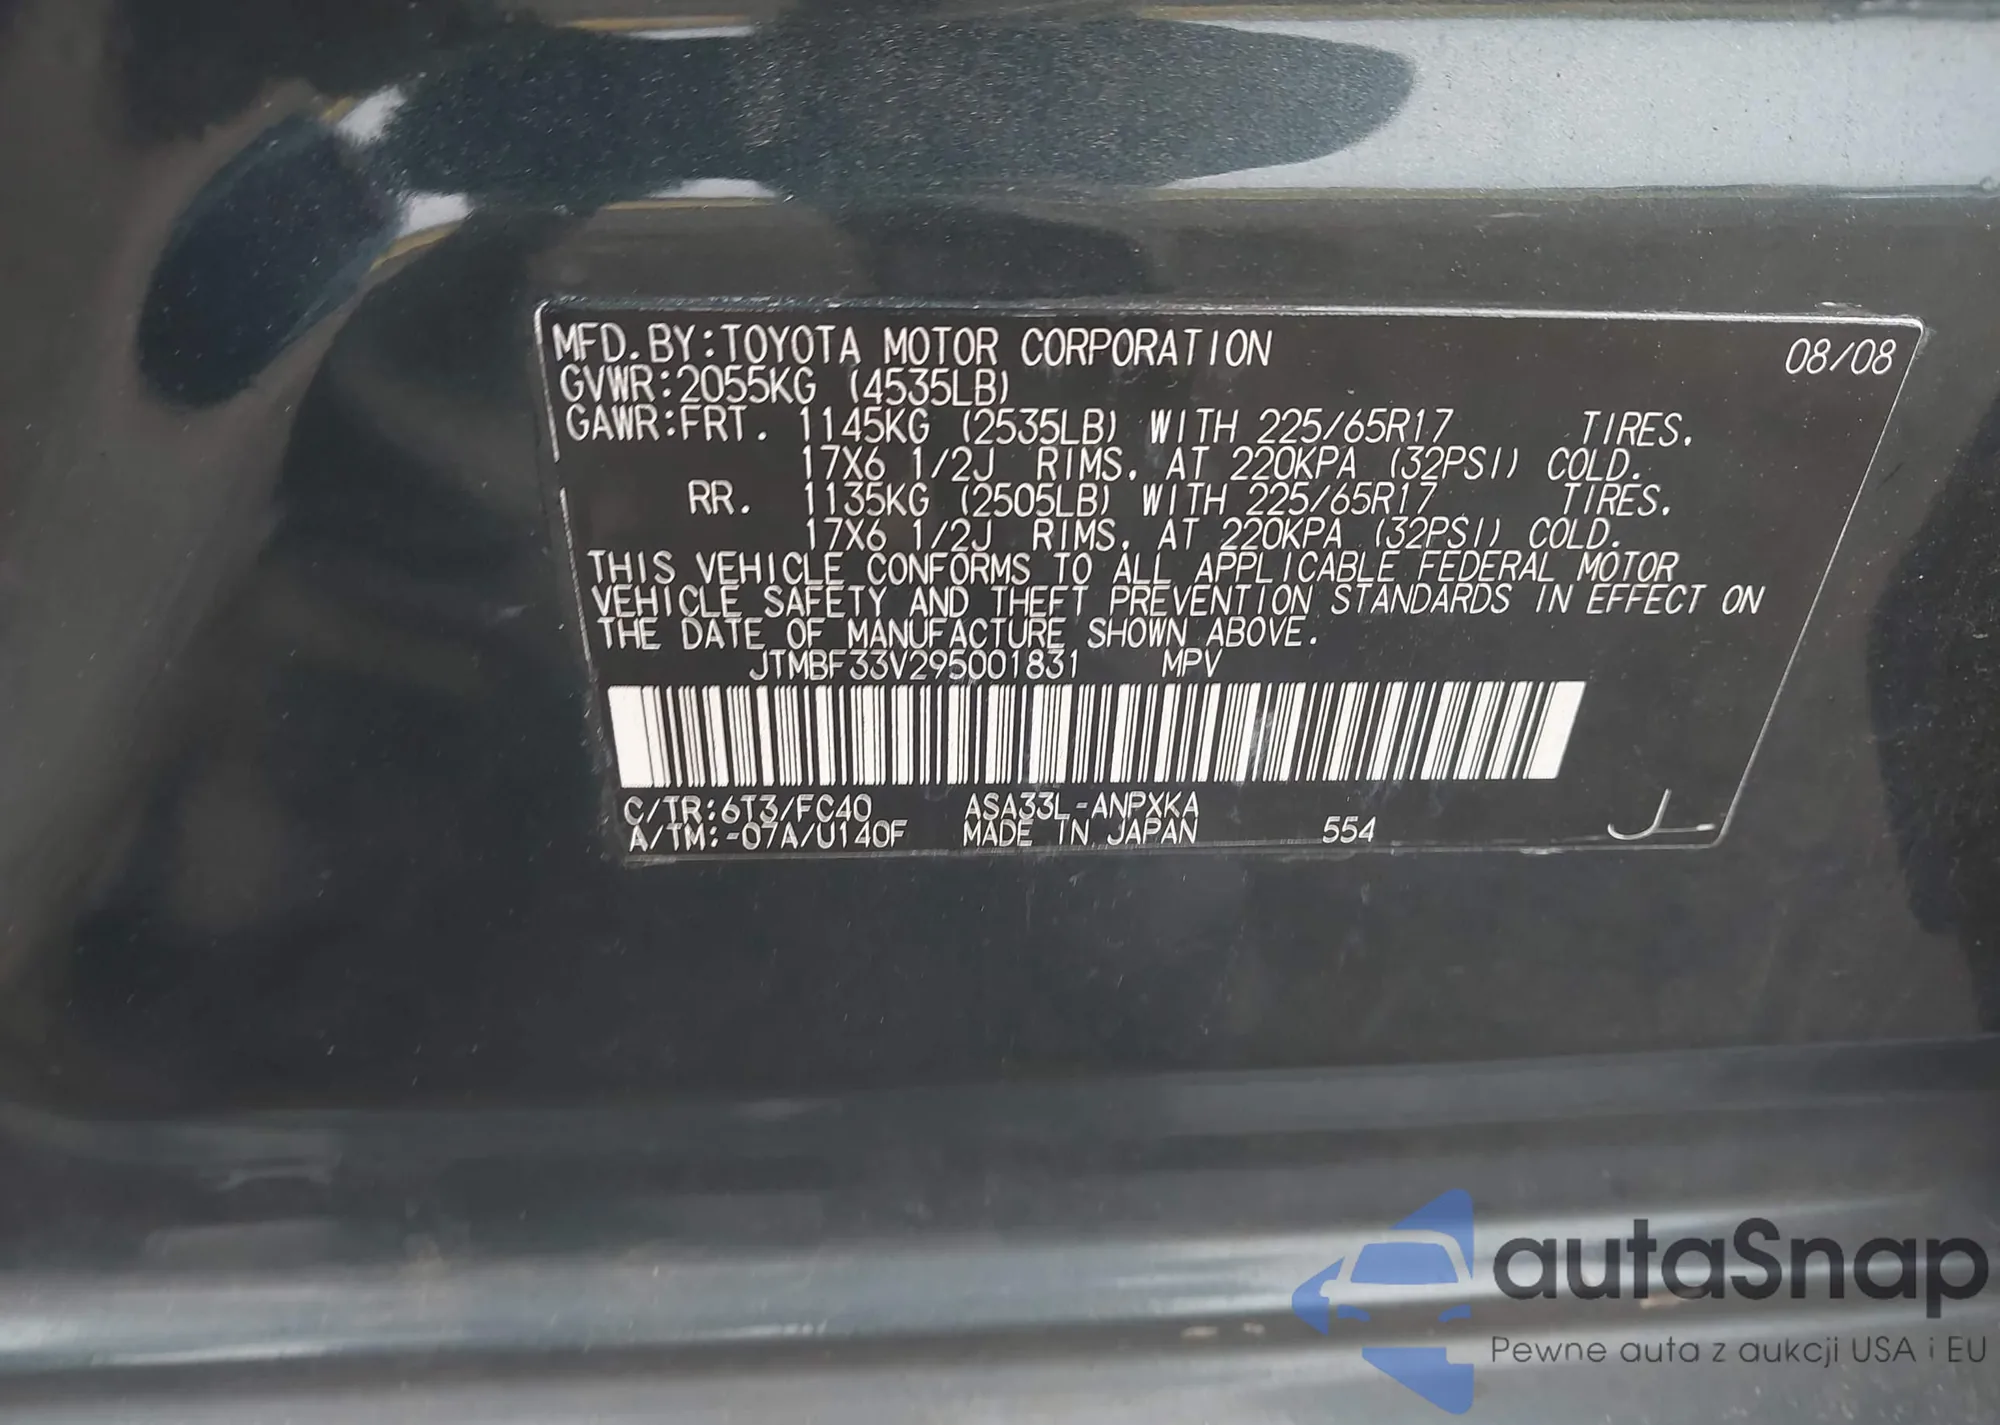 MFD. BY: TOYOTA MOTOR CORPORATION 08/08
GVWR: 2055KG (4535LB)
GAWR: FRT. 1145KG (2535LB) WITH 225/65R17 TIRES,
17X6 1/2J RIMS, AT 220KPA (32PSI) COLD.
RR. 1135KG (2505LB) WITH 225/65R17 TIRES,
17X6 1/2J RIMS, AT 220KPA (32PSI) COLD.
THIS VEHICLE CONFORMS TO ALL APPLICABLE FEDERAL MOTOR
VEHICLE SAFETY AND THEFT PREVENTION STANDARDS IN EFFECT ON
THE DATE OF MANUFACTURE SHOWN ABOVE.
JTMBF33V295001831 MPV
C/TR: 6T3/FC40 ASA33L-ANPXKA
A/TM: -07A/U140F MADE IN JAPAN 554
J
autaSnap
Pewne auta z aukcji USA i EU